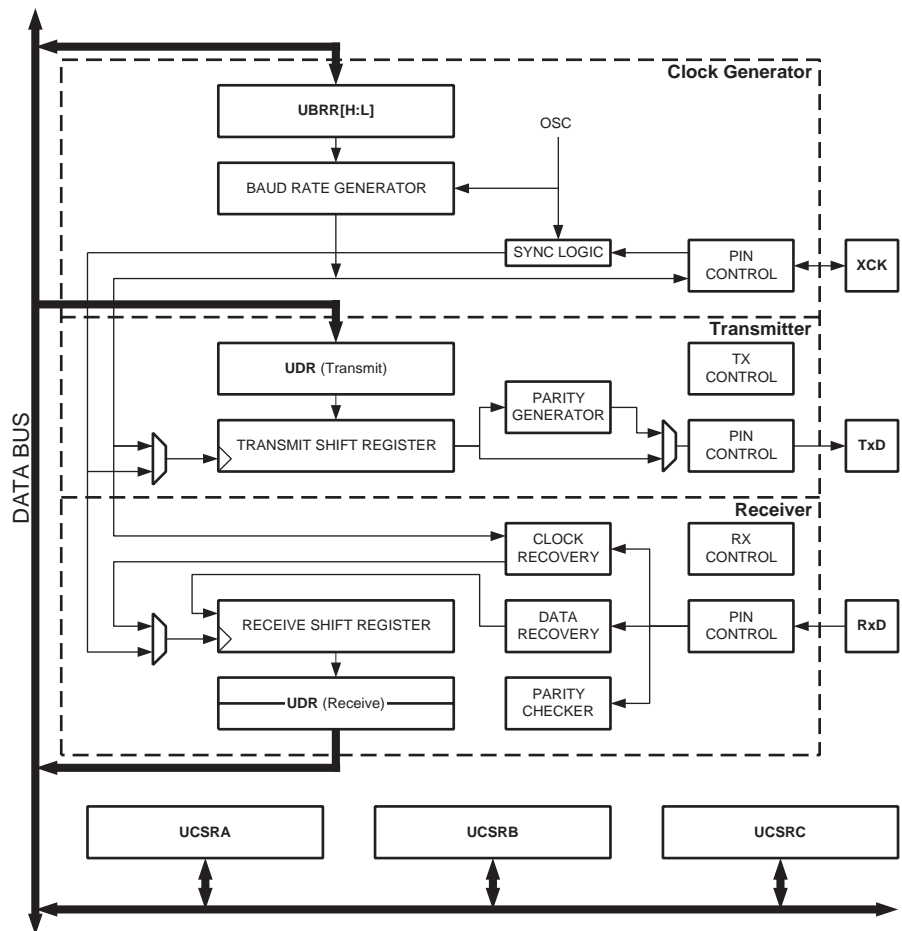 Clock Generator
UBRR[H:L]
OSC
BAUD RATE GENERATOR
SYNC LOGIC
PIN
CONTROL
XCK
Transmitter
UDR (Transmit)
TX
CONTROL
PARITY
GENERATOR
TRANSMIT SHIFT REGISTER
PIN
CONTROL
TxD
DATA BUS
Receiver
CLOCK
RECOVERY
RX
CONTROL
RECEIVE SHIFT REGISTER
DATA
RECOVERY
PIN
CONTROL
RxD
UDR (Receive)
PARITY
CHECKER
UCSRA
UCSRB
UCSRC